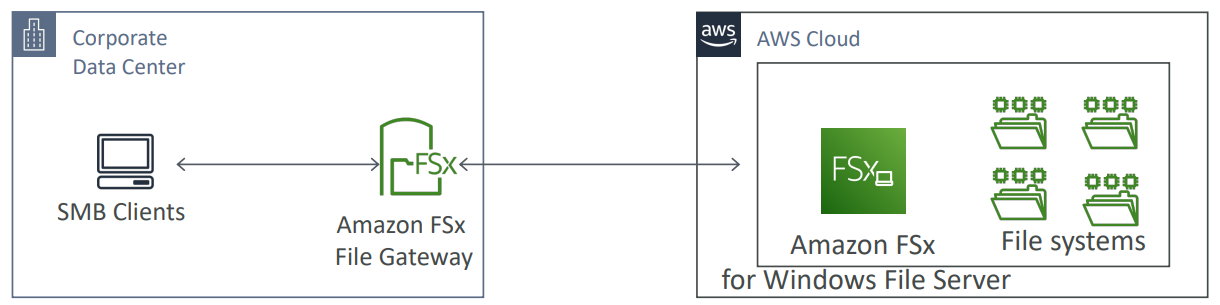 Corporate
Data Center
SMB Clients
FSx
Amazon FSx
File Gateway
aws
AWS Cloud
FSx
Amazon FSx
for Windows File Server
File systems